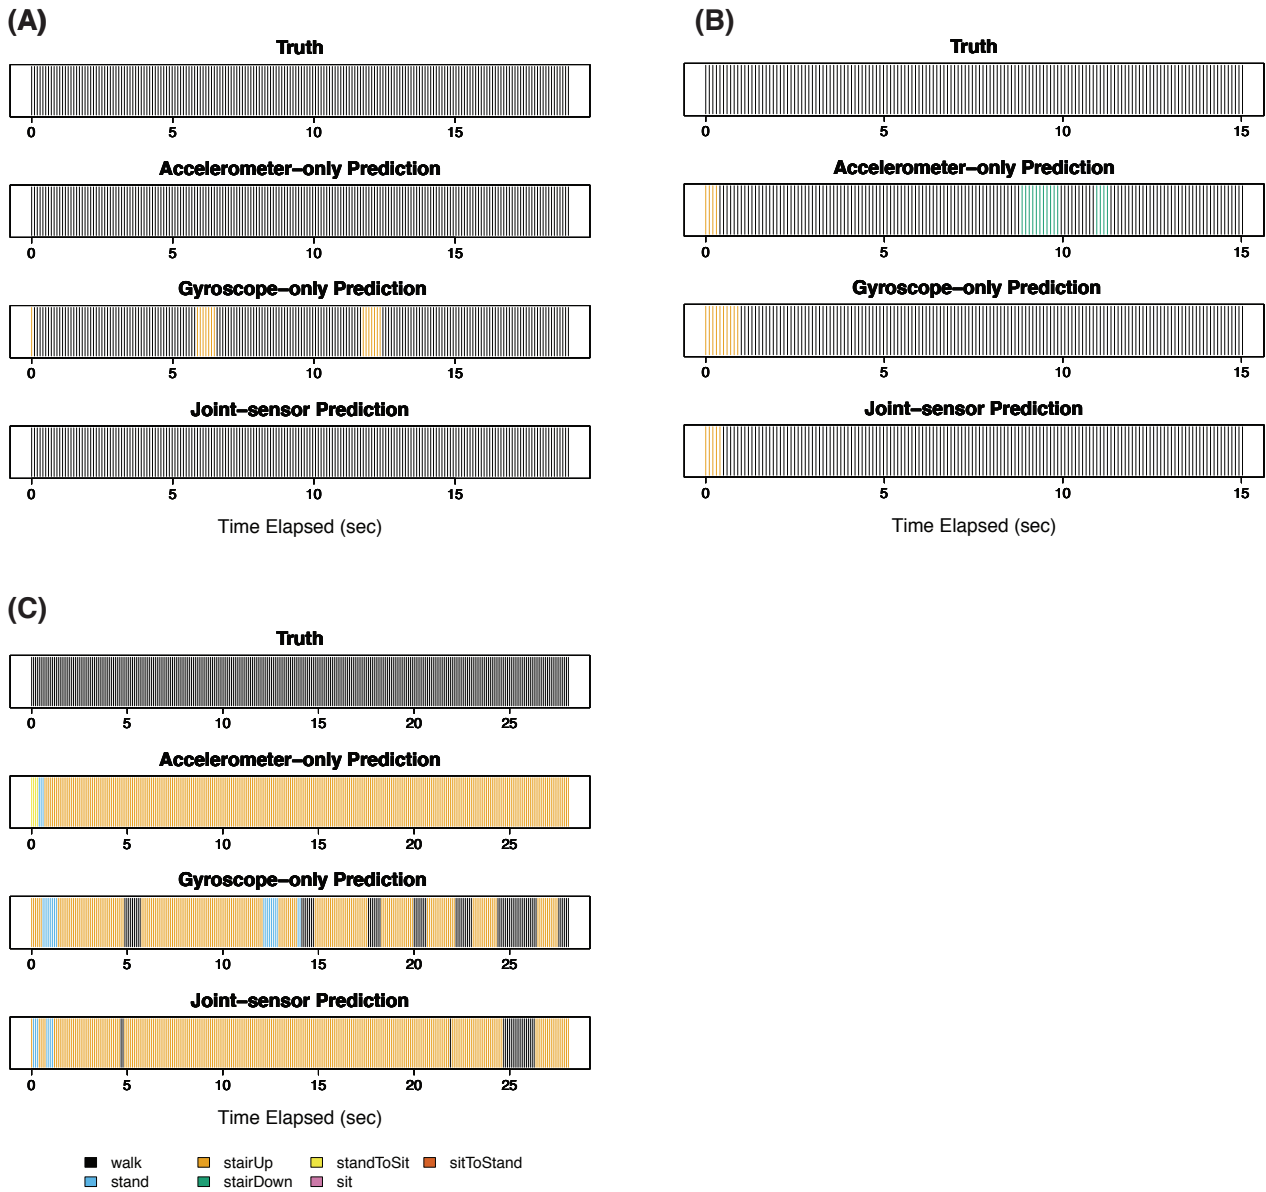 (A)
Truth
0 5 10 15
Accelerometer−only Prediction
0 5 10 15
Gyroscope−only Prediction
0 5 10 15
Joint−sensor Prediction
0 5 10 15
Time Elapsed (sec)
(B)
Truth
0 5 10 15
Accelerometer−only Prediction
0 5 10 15
Gyroscope−only Prediction
0 5 10 15
Joint−sensor Prediction
0 5 10 15
Time Elapsed (sec)
(C)
Truth
0 5 10 15 20 25
Accelerometer−only Prediction
0 5 10 15 20 25
Gyroscope−only Prediction
0 5 10 15 20 25
Joint−sensor Prediction
0 5 10 15 20 25
Time Elapsed (sec)
walk stairUp standToSit sitToStand
stand stairDown sit